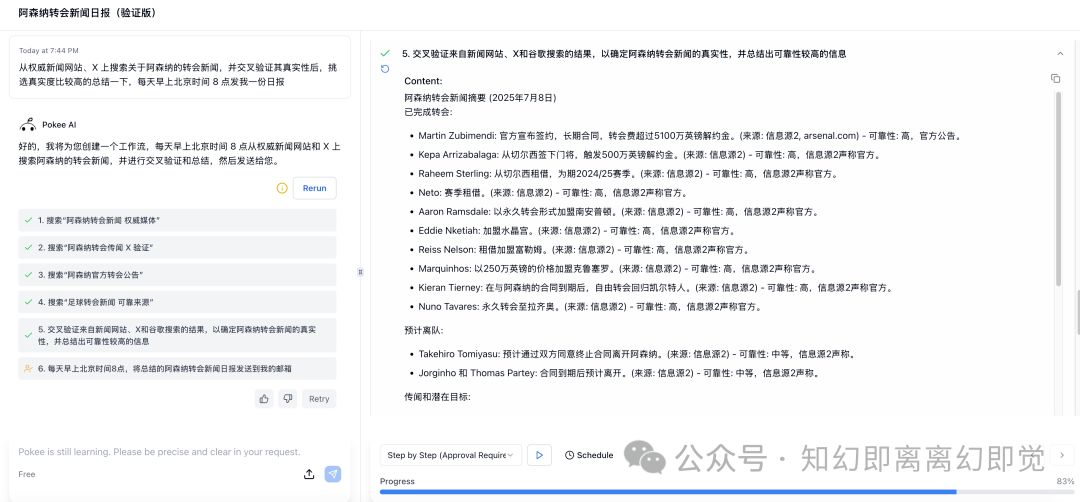 阿森纳转会新闻日报（验证版）
Today at 7:44 PM
从权威新闻网站、X 上搜索关于阿森纳的转会新闻，并交叉验证其真实性后，挑
选真实度比较高的总结一下，每天早上北京时间 8 点发我一份日报
Pokee AI
好的，我将为您创建一个工作流，每天早上北京时间 8 点从权威新闻网站和 X 上
搜索阿森纳的转会新闻，并进行交叉验证和总结，然后发送给您。
Rerun
1. 搜索“阿森纳转会新闻 权威媒体”
2. 搜索“阿森纳转会传闻 X 验证”
3. 搜索“阿森纳官方转会公告”
4. 搜索“足球转会新闻 可靠来源”
5. 交叉验证来自新闻网站、X和谷歌搜索的结果，以确定阿森纳转会新闻的真实
性，并总结出可靠性较高的信息
6. 每天早上北京时间8点，将总结的阿森纳转会新闻日报发送到我的邮箱
Retry
Pokee is still learning. Please be precise and clear in your request.
Free
5. 交叉验证来自新闻网站、X和谷歌搜索的结果，以确定阿森纳转会新闻的真实性，并总结出可靠性较高的信息
Content:
阿森纳转会新闻摘要 (2025年7月8日)
已完成转会:
• Martin Zubimendi: 官方宣布签约，长期合同，转会费超过5100万英镑解约金。(来源: 信息源2, arsenal.com) - 可靠性: 高，官方公告。
• Kepa Arrizabalaga: 从切尔西签下门将，触发500万英镑解约金。(来源: 信息源2) - 可靠性: 高，信息源2声称官方。
• Raheem Sterling: 从切尔西租借，为期2024/25赛季。(来源: 信息源2) - 可靠性: 高，信息源2声称官方。
• Neto: 赛季租借。(来源: 信息源2) - 可靠性: 高，信息源2声称官方。
• Aaron Ramsdale: 以永久转会形式加盟南安普顿。(来源: 信息源2) - 可靠性: 高，信息源2声称官方。
• Eddie Nketiah: 加盟水晶宫。(来源: 信息源2) - 可靠性: 高，信息源2声称官方。
• Reiss Nelson: 租借加盟富勒姆。(来源: 信息源2) - 可靠性: 高，信息源2声称官方。
• Marquinhos: 以250万英镑的价格加盟克鲁塞罗。(来源: 信息源2) - 可靠性: 高，信息源2声称官方。
• Kieran Tierney: 在与阿森纳的合同到期后，自由转会回归凯尔特人。(来源: 信息源2) - 可靠性: 高，信息源2声称官方。
• Nuno Tavares: 永久转会至拉齐奥。(来源: 信息源2) - 可靠性: 高，信息源2声称官方。
预计离队:
• Takehiro Tomiyasu: 预计通过双方同意终止合同离开阿森纳。(来源: 信息源2) - 可靠性: 中等，信息源2声称。
• Jorginho 和 Thomas Partey: 合同到期后预计离开。(来源: 信息源2) - 可靠性: 中等，信息源2声称。
传闻和潜在目标:
Step by Step (Approval Require
Schedule
公众号 · 知幻即离离幻即觉
Progress
83%